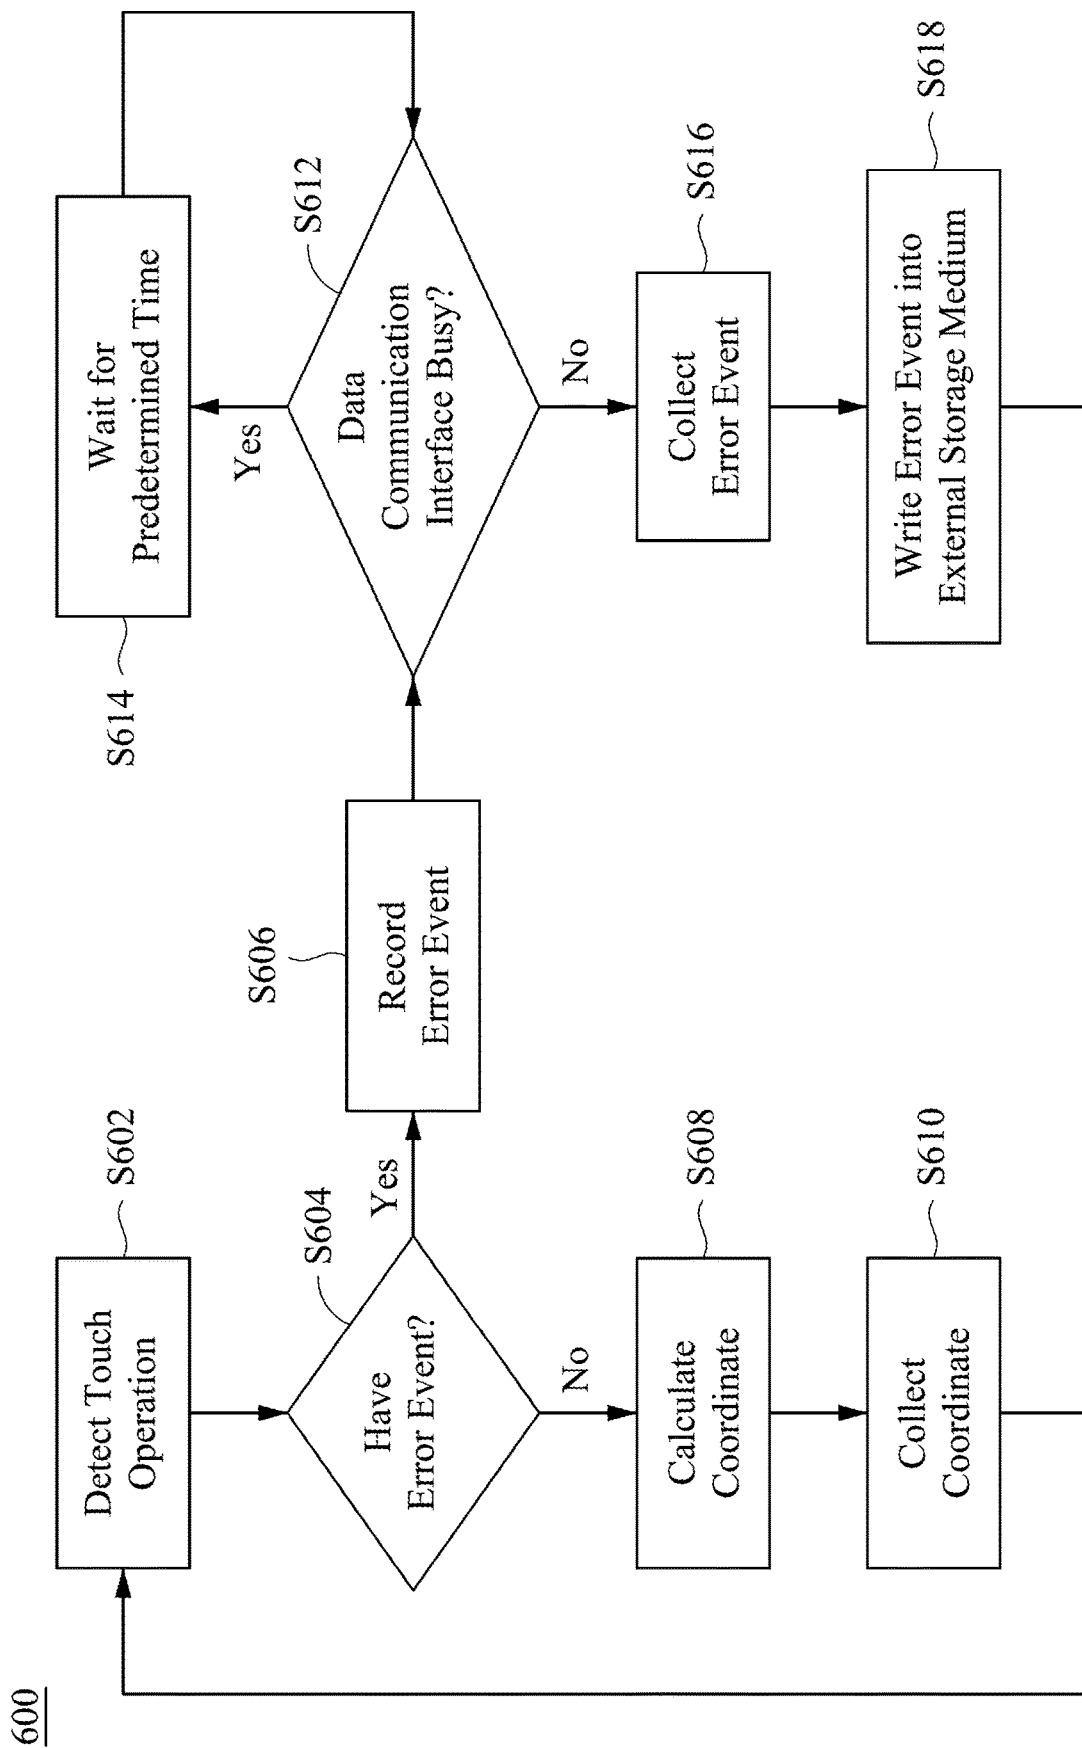 600
Detect Touch
Operation
S602
Have
Error Event?
S604
Yes
No
Record
Error Event
S606
Calculate
Coordinate
S608
Collect
Coordinate
S610
Data
Communication
Interface Busy?
S612
Yes
No
Wait for
Predetermined Time
S614
Collect
Error Event
S616
Write Error Event into
External Storage Medium
S618